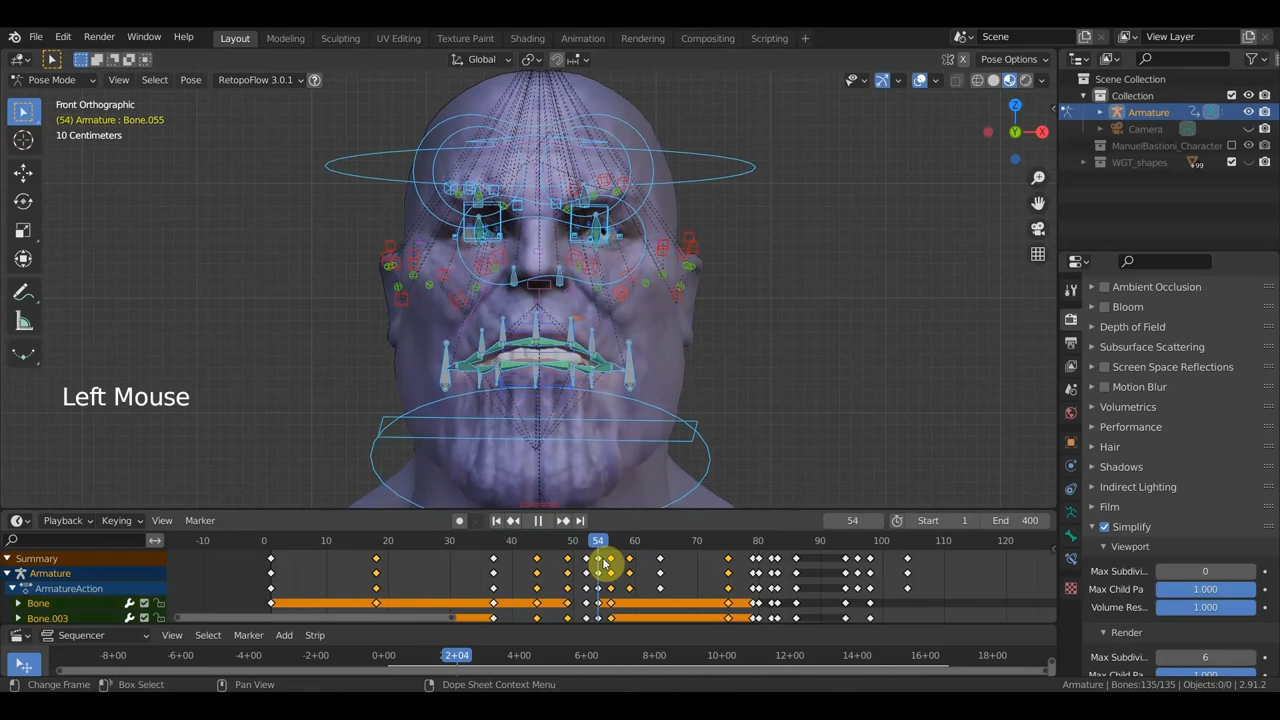 File Edit Render Window Help Layout Modeling Sculpting UV Editing Texture Paint Shading Animation Rendering Compositing Scripting + Scene View Layer
Global Pose Options
Pose Mode View Select Pose RetopoFlow 3.0.1 ?
Front Orthographic
(54) Armature : Bone.055
10 Centimeters
Z
X
Y
Left Mouse
Scene Collection
Collection
Armature
Camera
ManuelBastioni_Character
WGT_shapes 99
Ambient Occlusion
Bloom
Depth of Field
Subsurface Scattering
Screen Space Reflections
Motion Blur
Volumetrics
Performance
Hair
Shadows
Indirect Lighting
Film
Simplify
Viewport
Max Subdivi 0
Max Child Pa 1.000
Volume Res... 1.000
Render
Max Subdivi 6
Max Child Pa 1.000
Playback Keying View Marker 54 Start 1 End 400
-10 0 10 20 30 40 50 54 60 70 80 90 100 110 120
Summary
Armature
ArmatureAction
Bone
Bone.003
Sequencer View Select Marker Add Strip
-8+00 -4+00 0+00 2+04 4+00 6+00 8+00 10+00 12+00 14+00 16+00 18+00
Change Frame Box Select Pan View Dope Sheet Context Menu Armature | Bones:135/135 | Objects:0/0 | 2.91.2